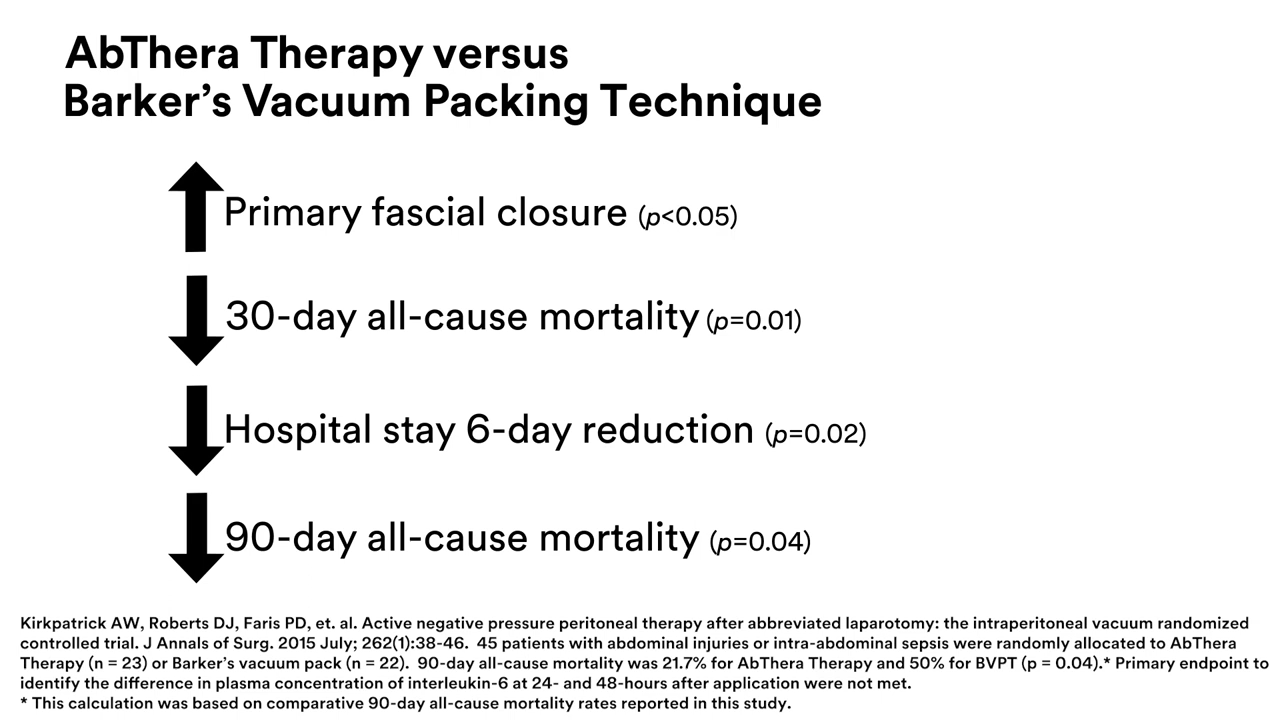 AbThera Therapy versus
Barker’s Vacuum Packing Technique
Primary fascial closure (p<0.05)
30-day all-cause mortality (p=0.01)
Hospital stay 6-day reduction (p=0.02)
90-day all-cause mortality (p=0.04)
Kirkpatrick AW, Roberts DJ, Faris PD, et. al. Active negative pressure peritoneal therapy after abbreviated laparotomy: the intraperitoneal vacuum randomized
controlled trial. J Annals of Surg. 2015 July; 262(1):38-46.  45 patients with abdominal injuries or intra-abdominal sepsis were randomly allocated to AbThera
Therapy (n = 23) or Barker’s vacuum pack (n = 22).  90-day all-cause mortality was 21.7% for AbThera Therapy and 50% for BVPT (p = 0.04).* Primary endpoint to
identify the difference in plasma concentration of interleukin-6 at 24- and 48-hours after application were not met.
* This calculation was based on comparative 90-day all-cause mortality rates reported in this study.